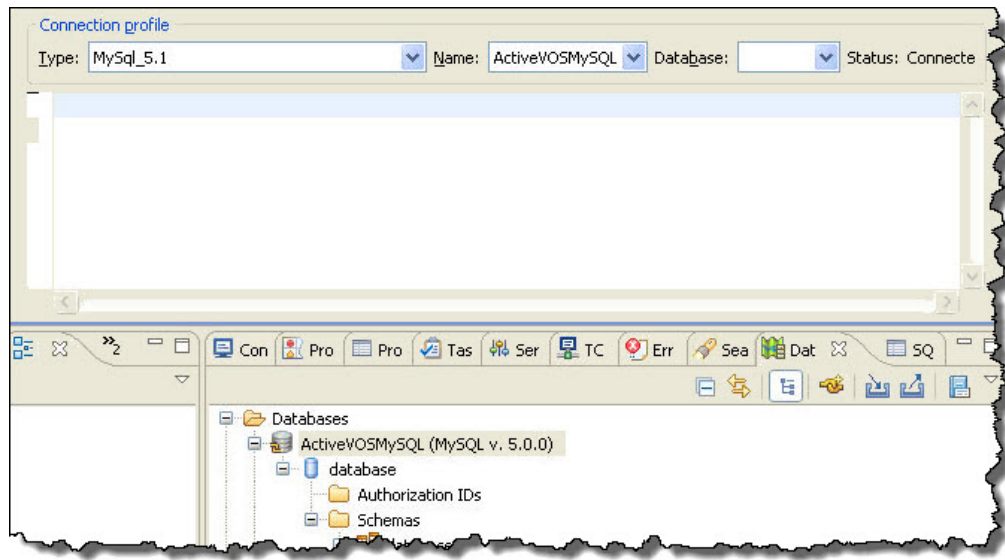 Connection profile
Type: MySql_5.1 Name: ActiveVOSMySQL Database: Status: Connecte
»2 Con Pro Pro Tas Ser TC Err Sea Dat SQ
Databases
ActiveVOSMySQL (MySQL v. 5.0.0)
database
Authorization IDs
Schemas